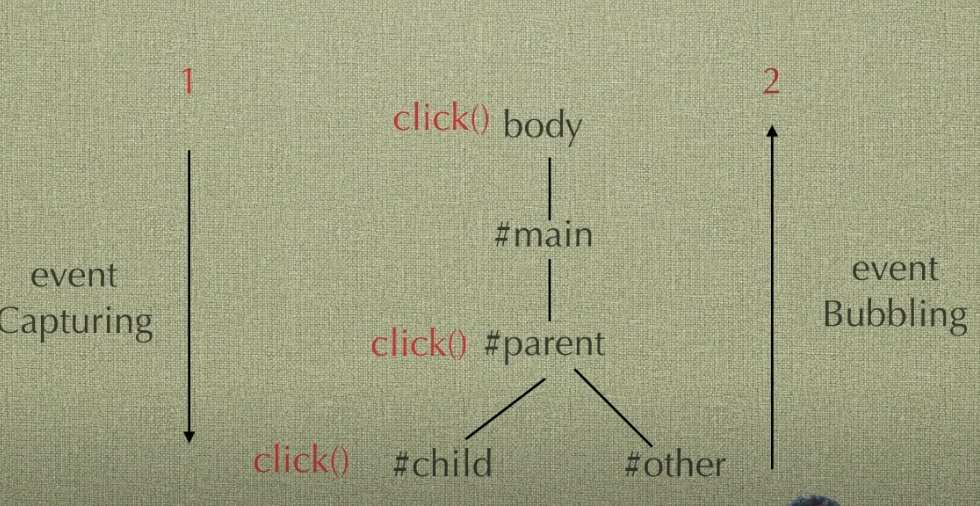 1
2
click() body
#main
event
Capturing
event
Bubbling
click() #parent
click() #child #other